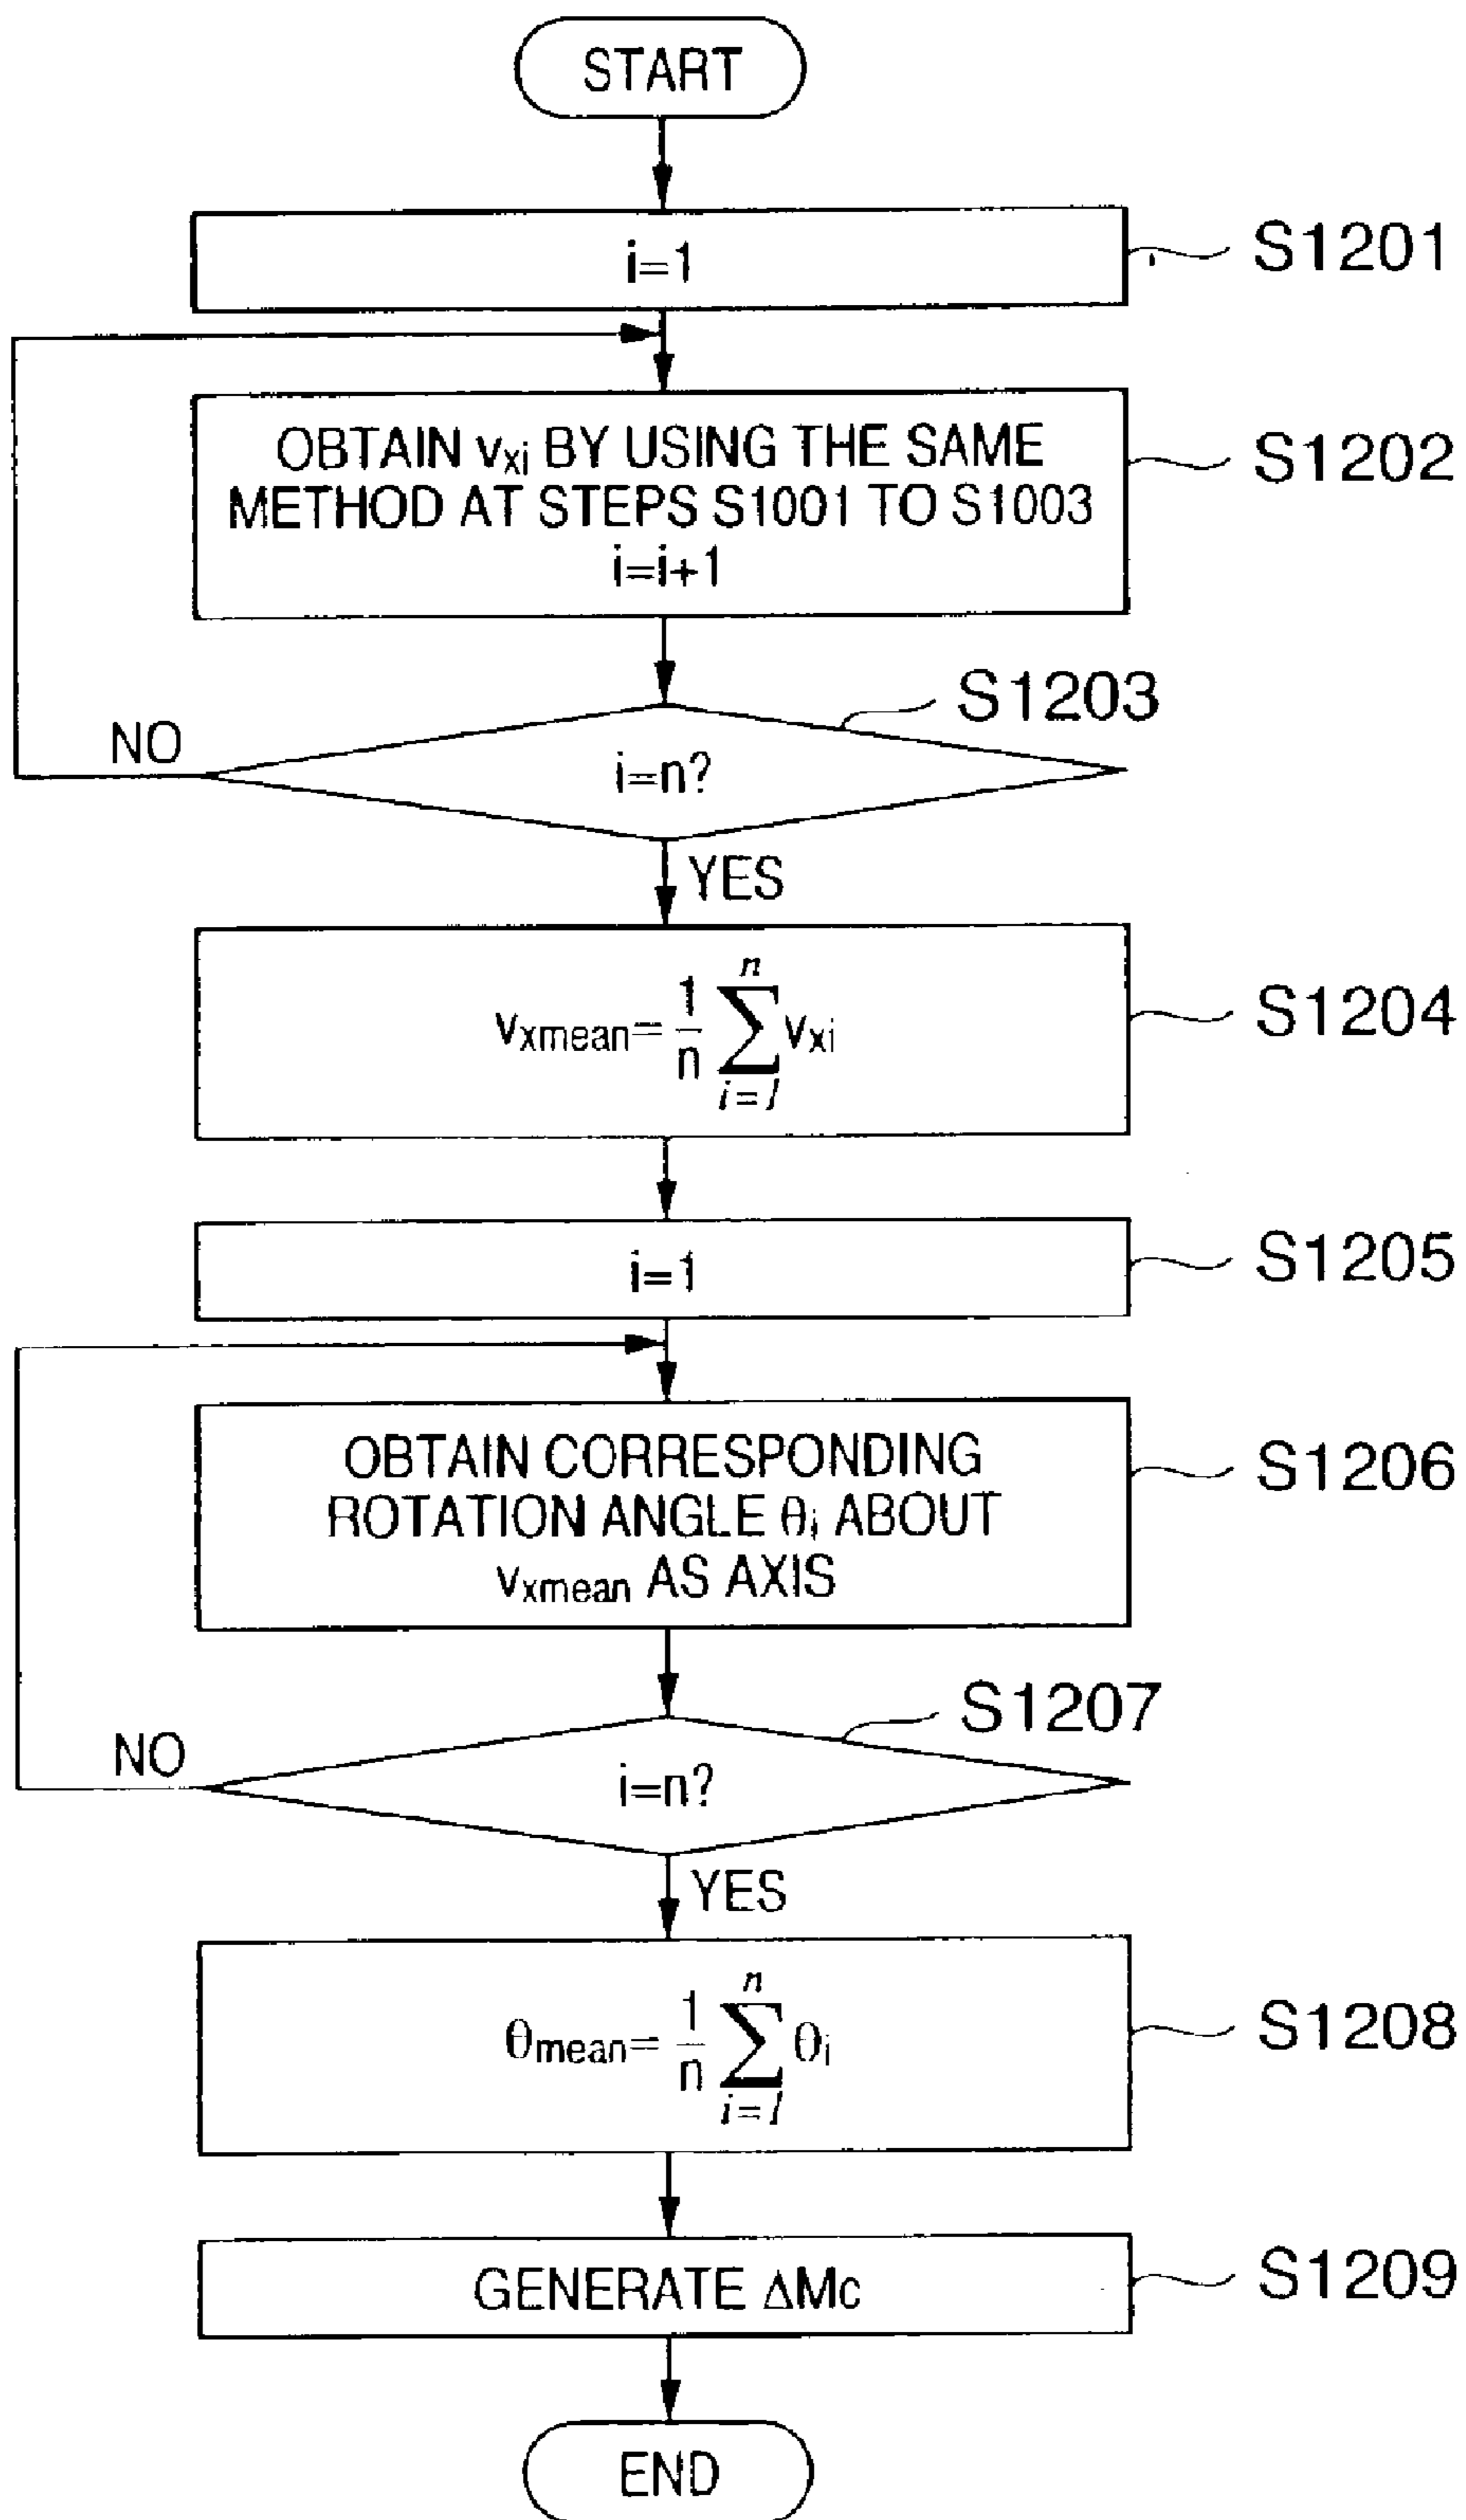 START
i=1
S1201
OBTAIN vxi BY USING THE SAME
METHOD AT STEPS S1001 TO S1003
i=i+1
S1202
S1203
NO
i=n?
YES
vxmean= 1/n n∑i=1 vxi
S1204
i=1
S1205
OBTAIN CORRESPONDING
ROTATION ANGLE θi ABOUT
vxmean AS AXIS
S1206
S1207
NO
i=n?
YES
θmean= 1/n n∑i=1 θi
S1208
GENERATE ΔMc
S1209
END